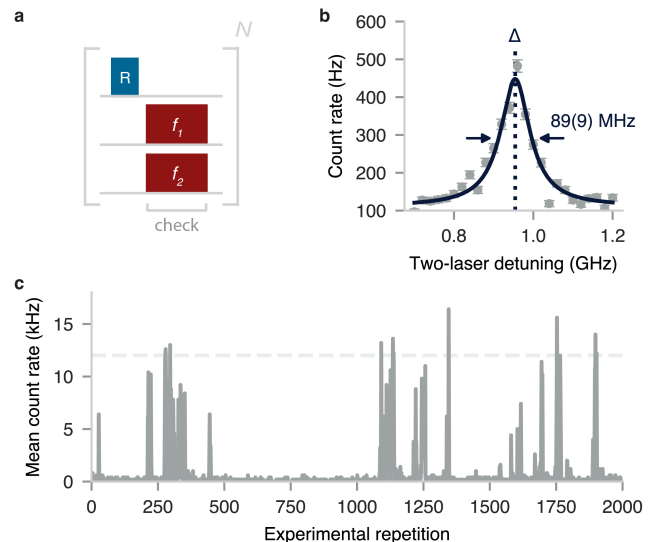 a
N
R
f1
f2
check
b
Δ
600
500
400
300
200
100
Count rate (Hz)
89(9) MHz
0.8
1.0
1.2
Two-laser detuning (GHz)
c
15
10
5
0
Mean count rate (kHz)
0
250
500
750
1000
1250
1500
1750
2000
Experimental repetition